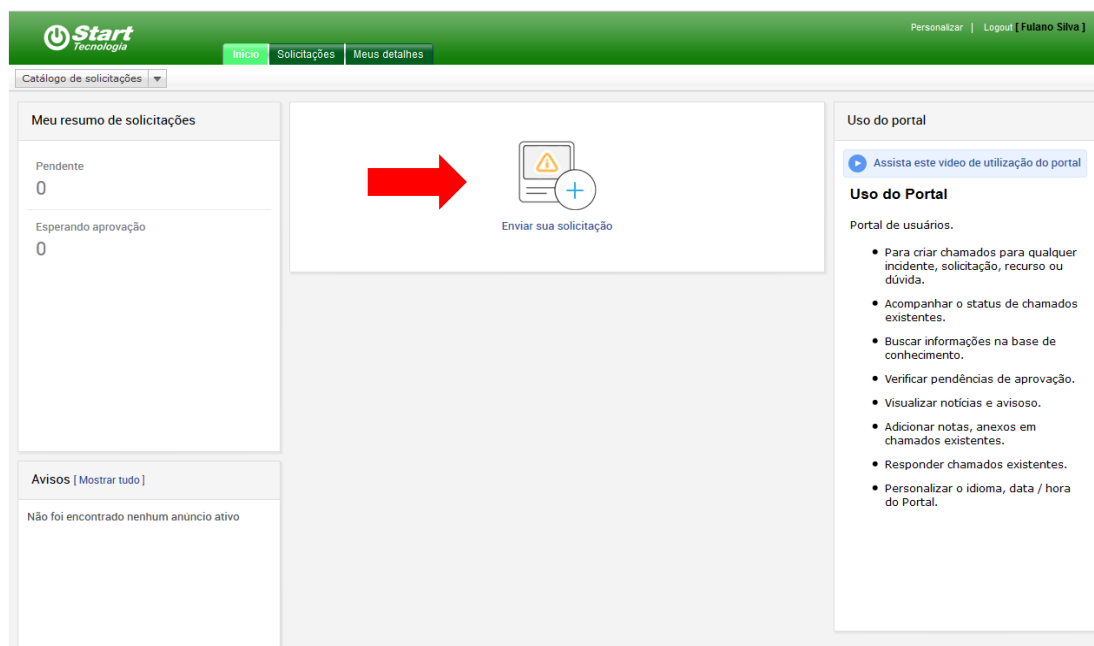 Start
Tecnologia
Personalizar | Logout [ Fulano Silva ]
Início Solicitações Meus detalhes
Catálogo de solicitações
Meu resumo de solicitações
Pendente
0
Esperando aprovação
0
Avisos [ Mostrar tudo ]
Não foi encontrado nenhum anúncio ativo
Enviar sua solicitação
Uso do portal
Assista este video de utilização do portal
Uso do Portal
Portal de usuários.
Para criar chamados para qualquer
incidente, solicitação, recurso ou
dúvida.
Acompanhar o status de chamados
existentes.
Buscar informações na base de
conhecimento.
Verificar pendências de aprovação.
Visualizar notícias e avisoso.
Adicionar notas, anexos em
chamados existentes.
Responder chamados existentes.
Personalizar o idioma, data / hora
do Portal.